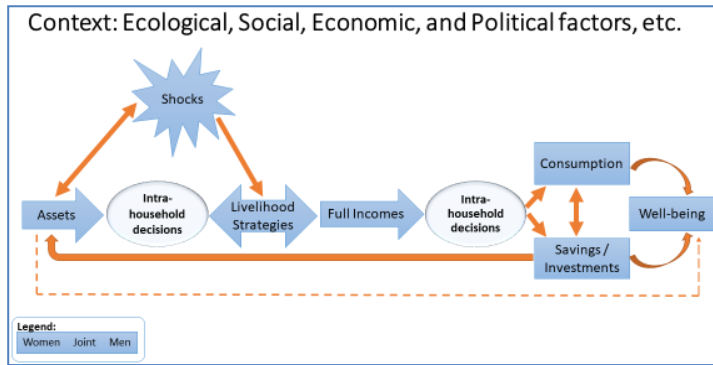 Context: Ecological, Social, Economic, and Political factors, etc.
Shocks
Assets
Intra-
household
decisions
Livelihood
Strategies
Full Incomes
Intra-
household
decisions
Consumption
Savings /
Investments
Well-being
Legend:
Women Joint Men